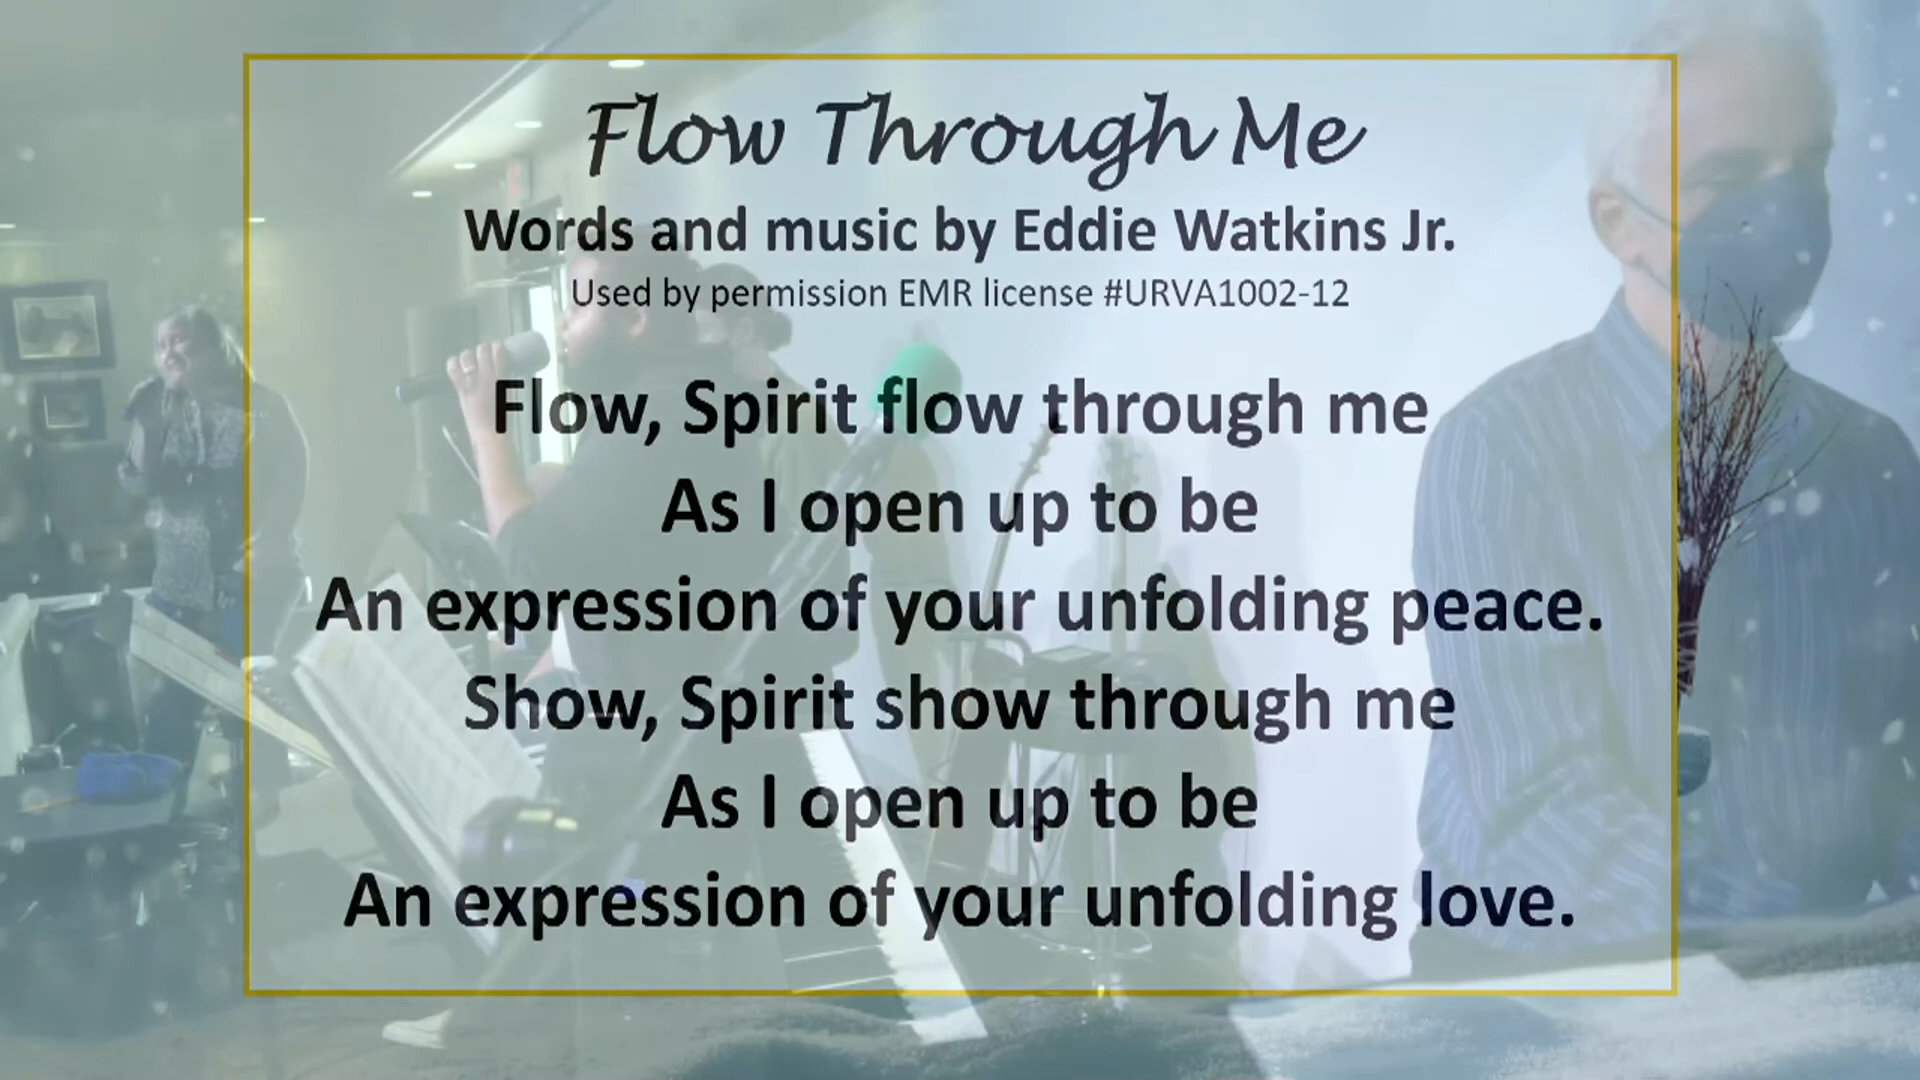 Flow Through Me
Words and music by Eddie Watkins Jr.
Used by permission EMR license #URVA1002-12
Flow, Spirit flow through me
As I open up to be
An expression of your unfolding peace.
Show, Spirit show through me
As I open up to be
An expression of your unfolding love.